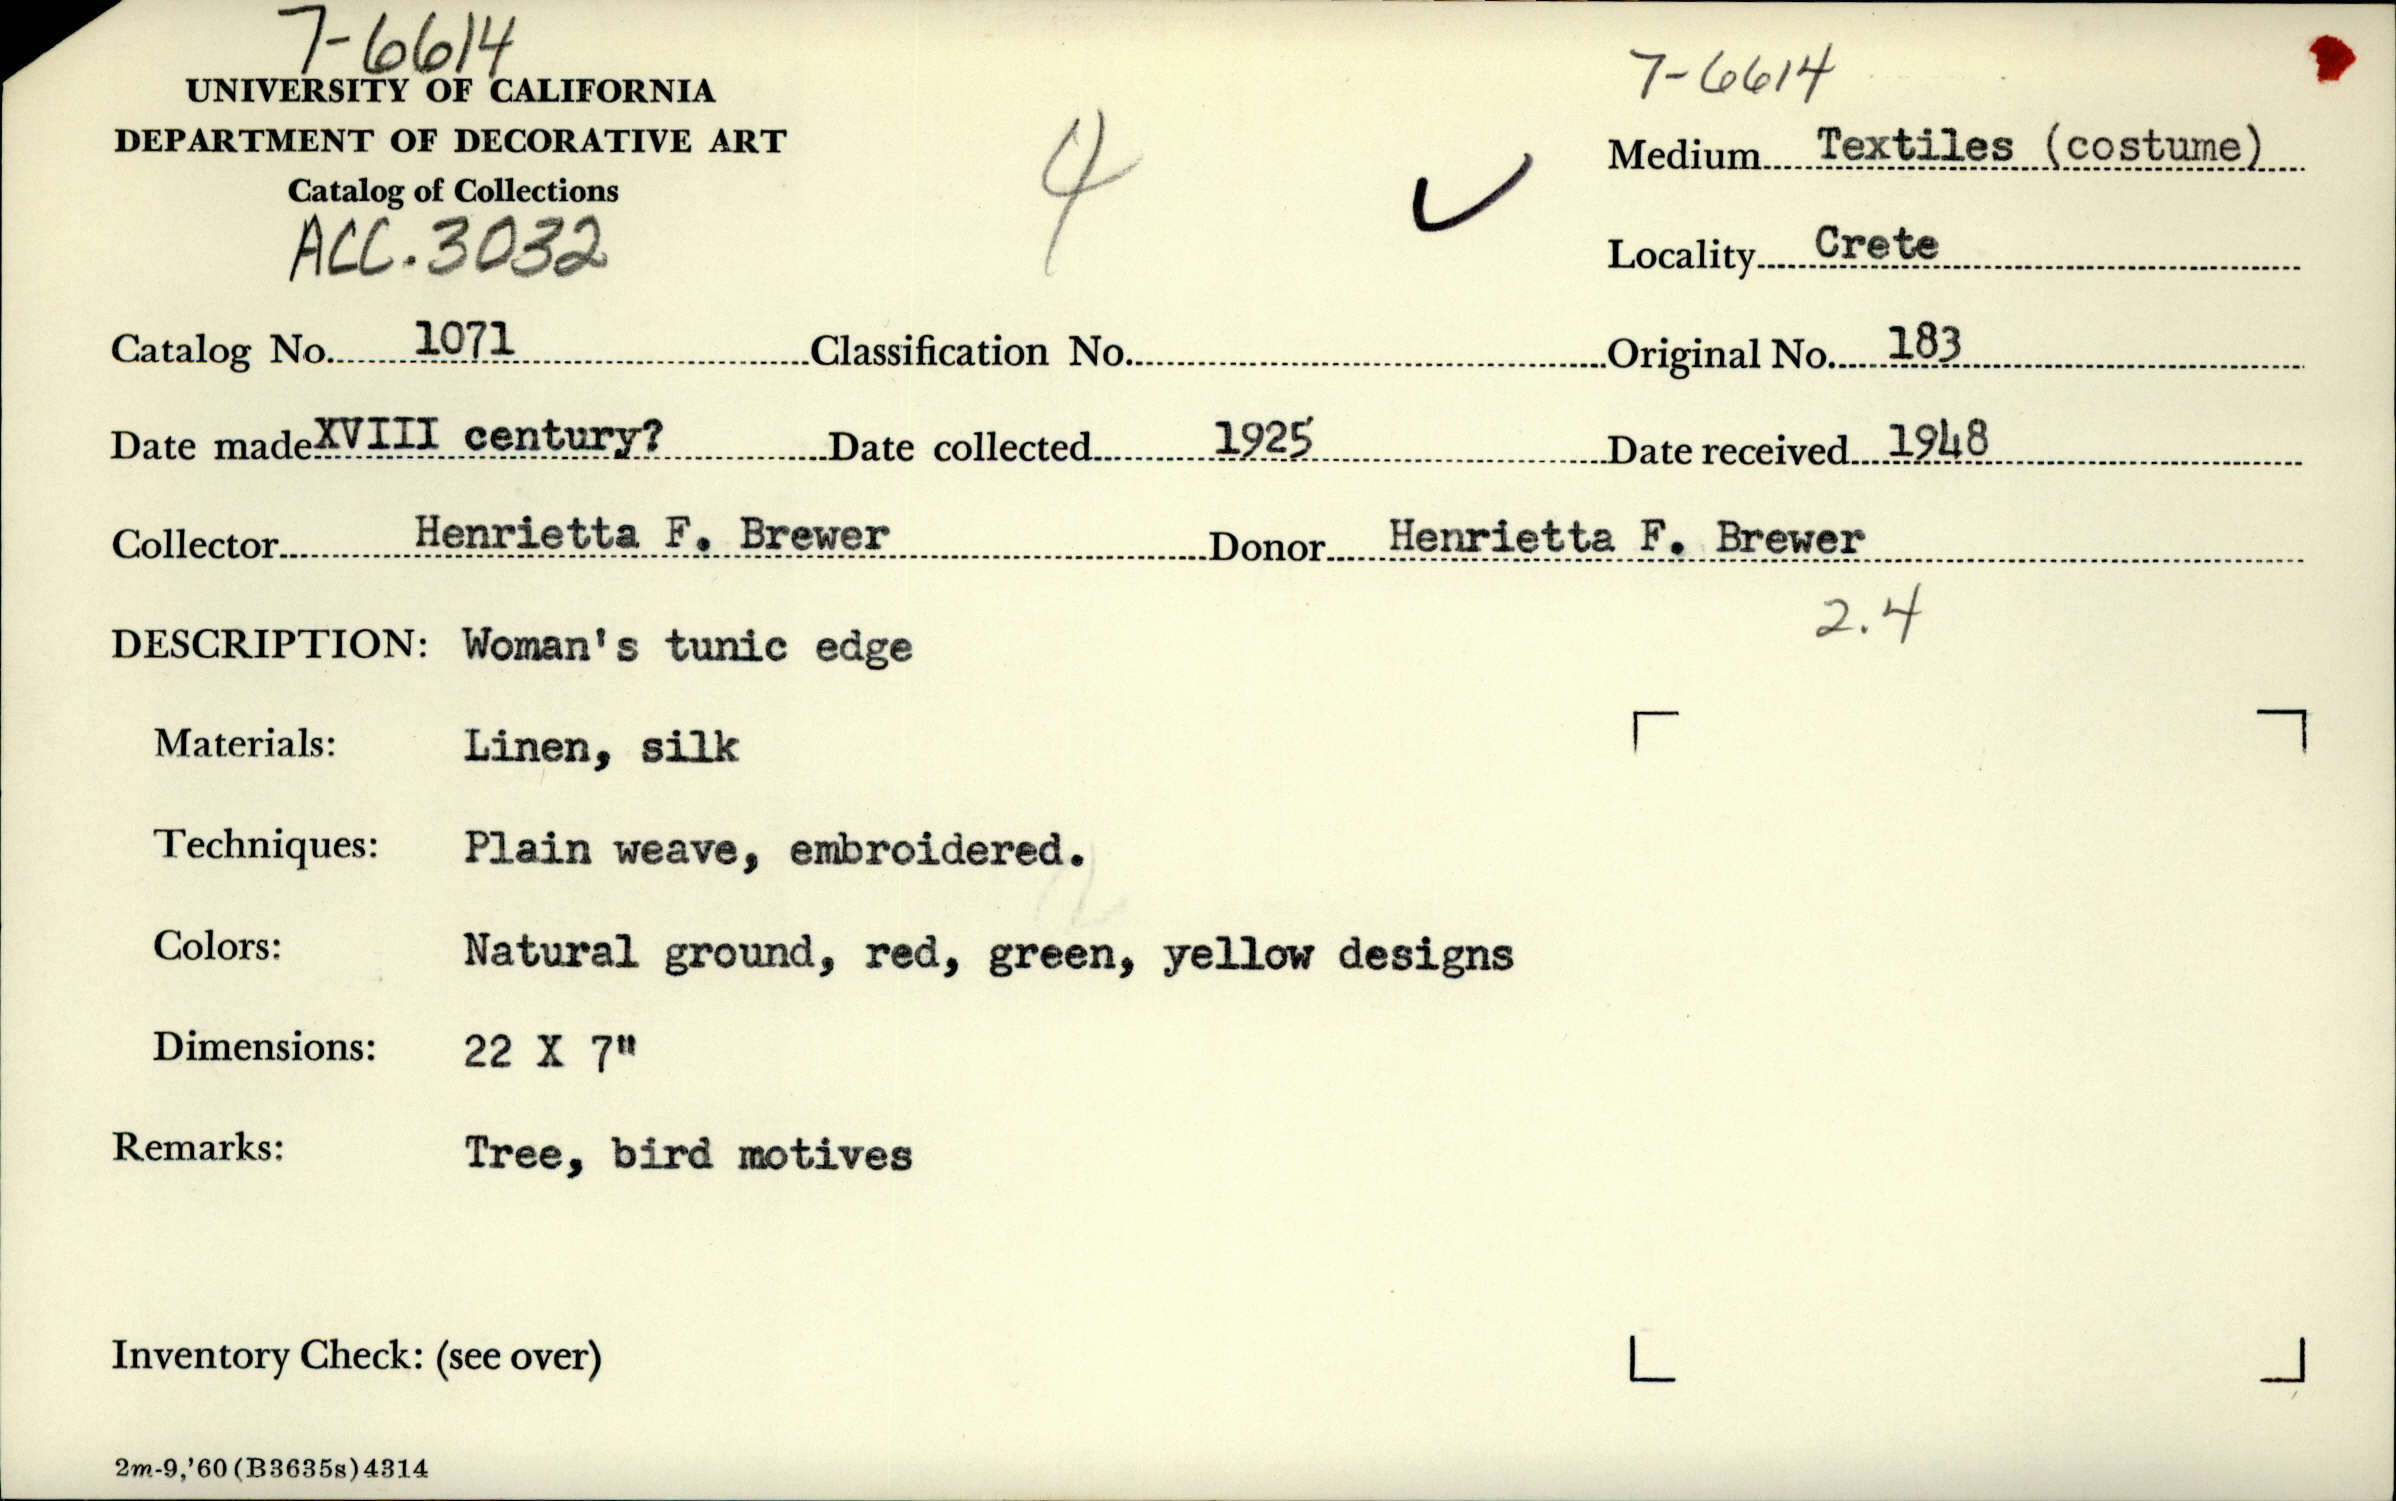 7-6614
UNIVERSITY OF CALIFORNIA
DEPARTMENT OF DECORATIVE ART
Catalog of Collections
ACC. 3032
4
7-6614
Medium Textiles (costume)
Locality Crete
Catalog No. 1071 Classification No. Original No. 183
Date made XVIII century? Date collected 1925 Date received 1948
Collector Henrietta F. Brewer Donor Henrietta F. Brewer
2.4
DESCRIPTION: Woman's tunic edge
Materials: Linen, silk
Techniques: Plain weave, embroidered.
Colors: Natural ground, red, green, yellow designs
Dimensions: 22 X 7"
Remarks: Tree, bird motives
Inventory Check: (see over)
2m-9,'60(B3635s)4314